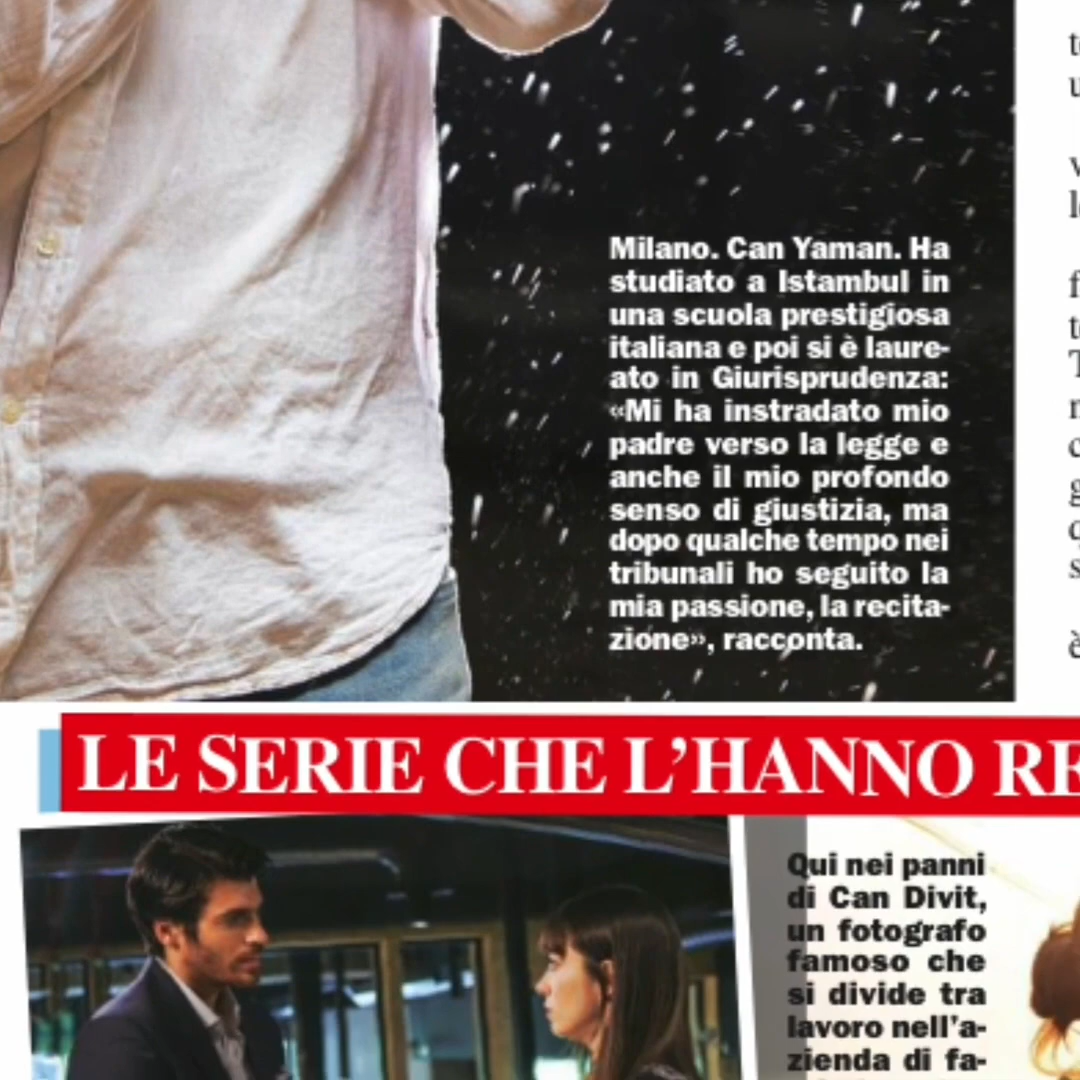 Milano. Can Yaman. Ha
studiato a Istambul in
una scuola prestigiosa
italiana e poi si è laure-
ato in Giurisprudenza:
«Mi ha instradato mio
padre verso la legge e
anche il mio profondo
senso di giustizia, ma
dopo qualche tempo nei
tribunali ho seguito la
mia passione, la recita-
zione», racconta.
LE SERIE CHE L'HANNO RE
Qui nei panni
di Can Divit,
un fotografo
famoso che
si divide tra
lavoro nell'a-
zienda di fa-